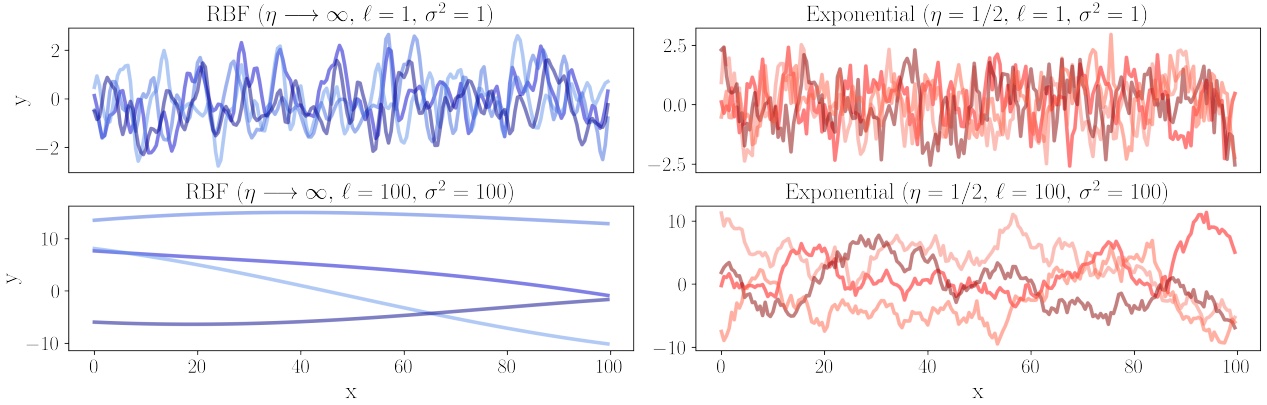 RBF (η ⟶ ∞, ℓ = 1, σ² = 1)
y
2
0
−2
Exponential (η = 1/2, ℓ = 1, σ² = 1)
2.5
0.0
−2.5
RBF (η ⟶ ∞, ℓ = 100, σ² = 100)
y
10
0
−10
0 20 40 60 80 100
x
Exponential (η = 1/2, ℓ = 100, σ² = 100)
10
0
−10
0 20 40 60 80 100
x